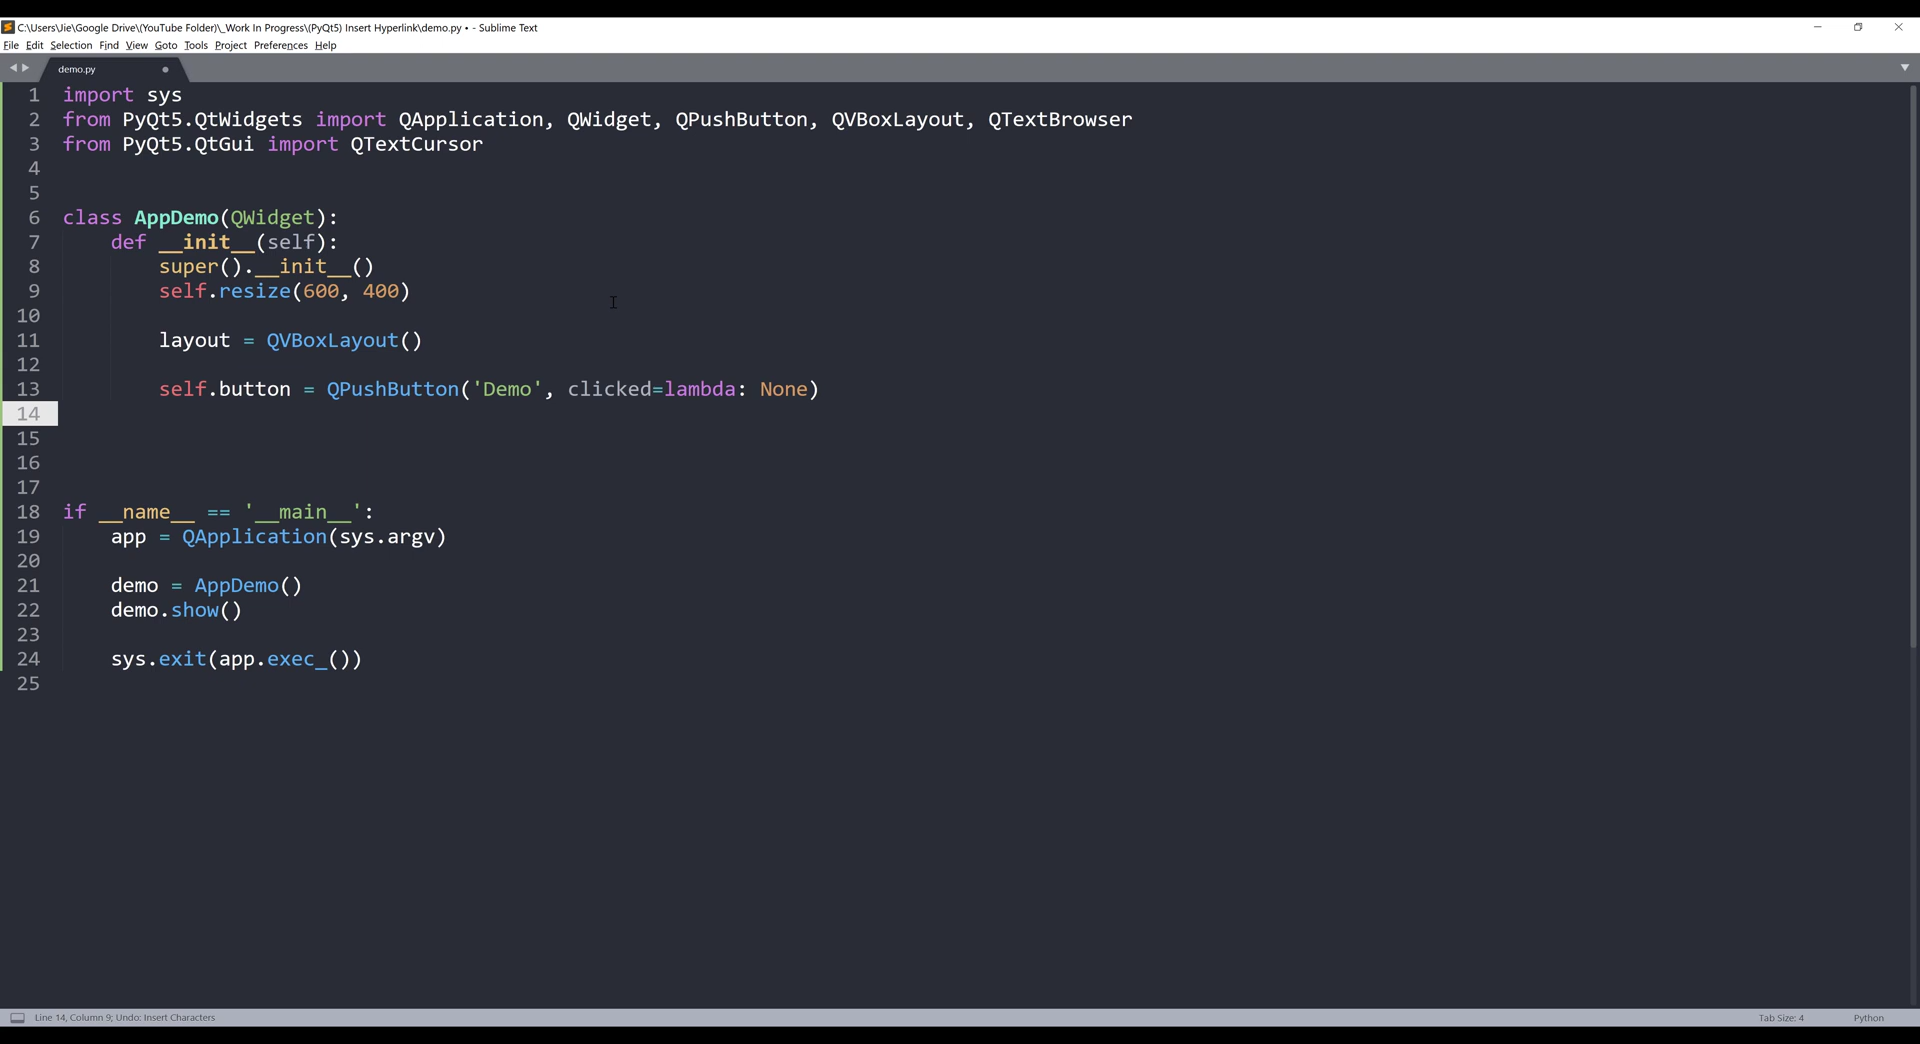 C:\Users\Jie\Google Drive\(YouTube Folder)\_Work In Progress\(PyQt5) Insert Hyperlink\demo.py • - Sublime Text
File Edit Selection Find View Goto Tools Project Preferences Help
demo.py
1 import sys
2 from PyQt5.QtWidgets import QApplication, QWidget, QPushButton, QVBoxLayout, QTextBrowser
3 from PyQt5.QtGui import QTextCursor
4
5
6 class AppDemo(QWidget):
7 def __init__(self):
8 super().__init__()
9 self.resize(600, 400)
10
11 layout = QVBoxLayout()
12
13 self.button = QPushButton('Demo', clicked=lambda: None)
14
15
16
17
18 if __name__ == '__main__':
19 app = QApplication(sys.argv)
20
21 demo = AppDemo()
22 demo.show()
23
24 sys.exit(app.exec_())
25
Line 14, Column 9; Undo: Insert Characters Tab Size: 4 Python